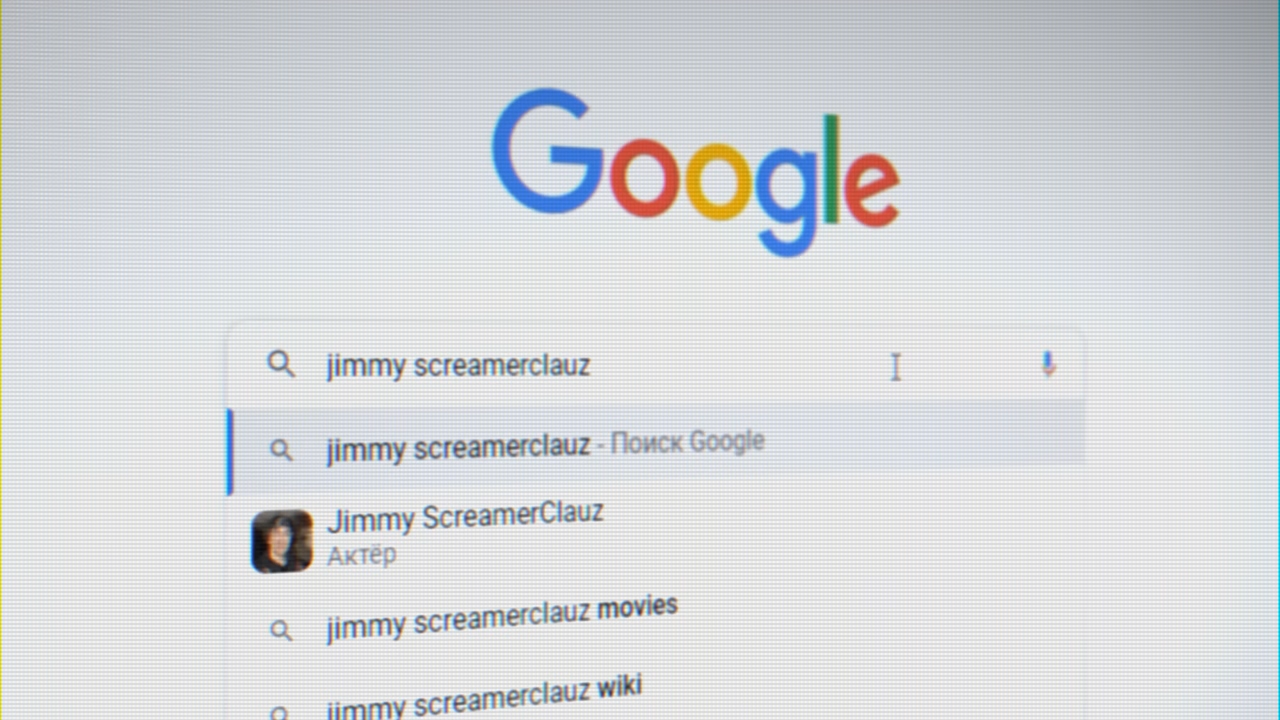 Google
jimmy screamerclauz
jimmy screamerclauz - Поиск Google
Jimmy ScreamerClauz
Актёр
jimmy screamerclauz movies
jimmy screamerclauz wiki